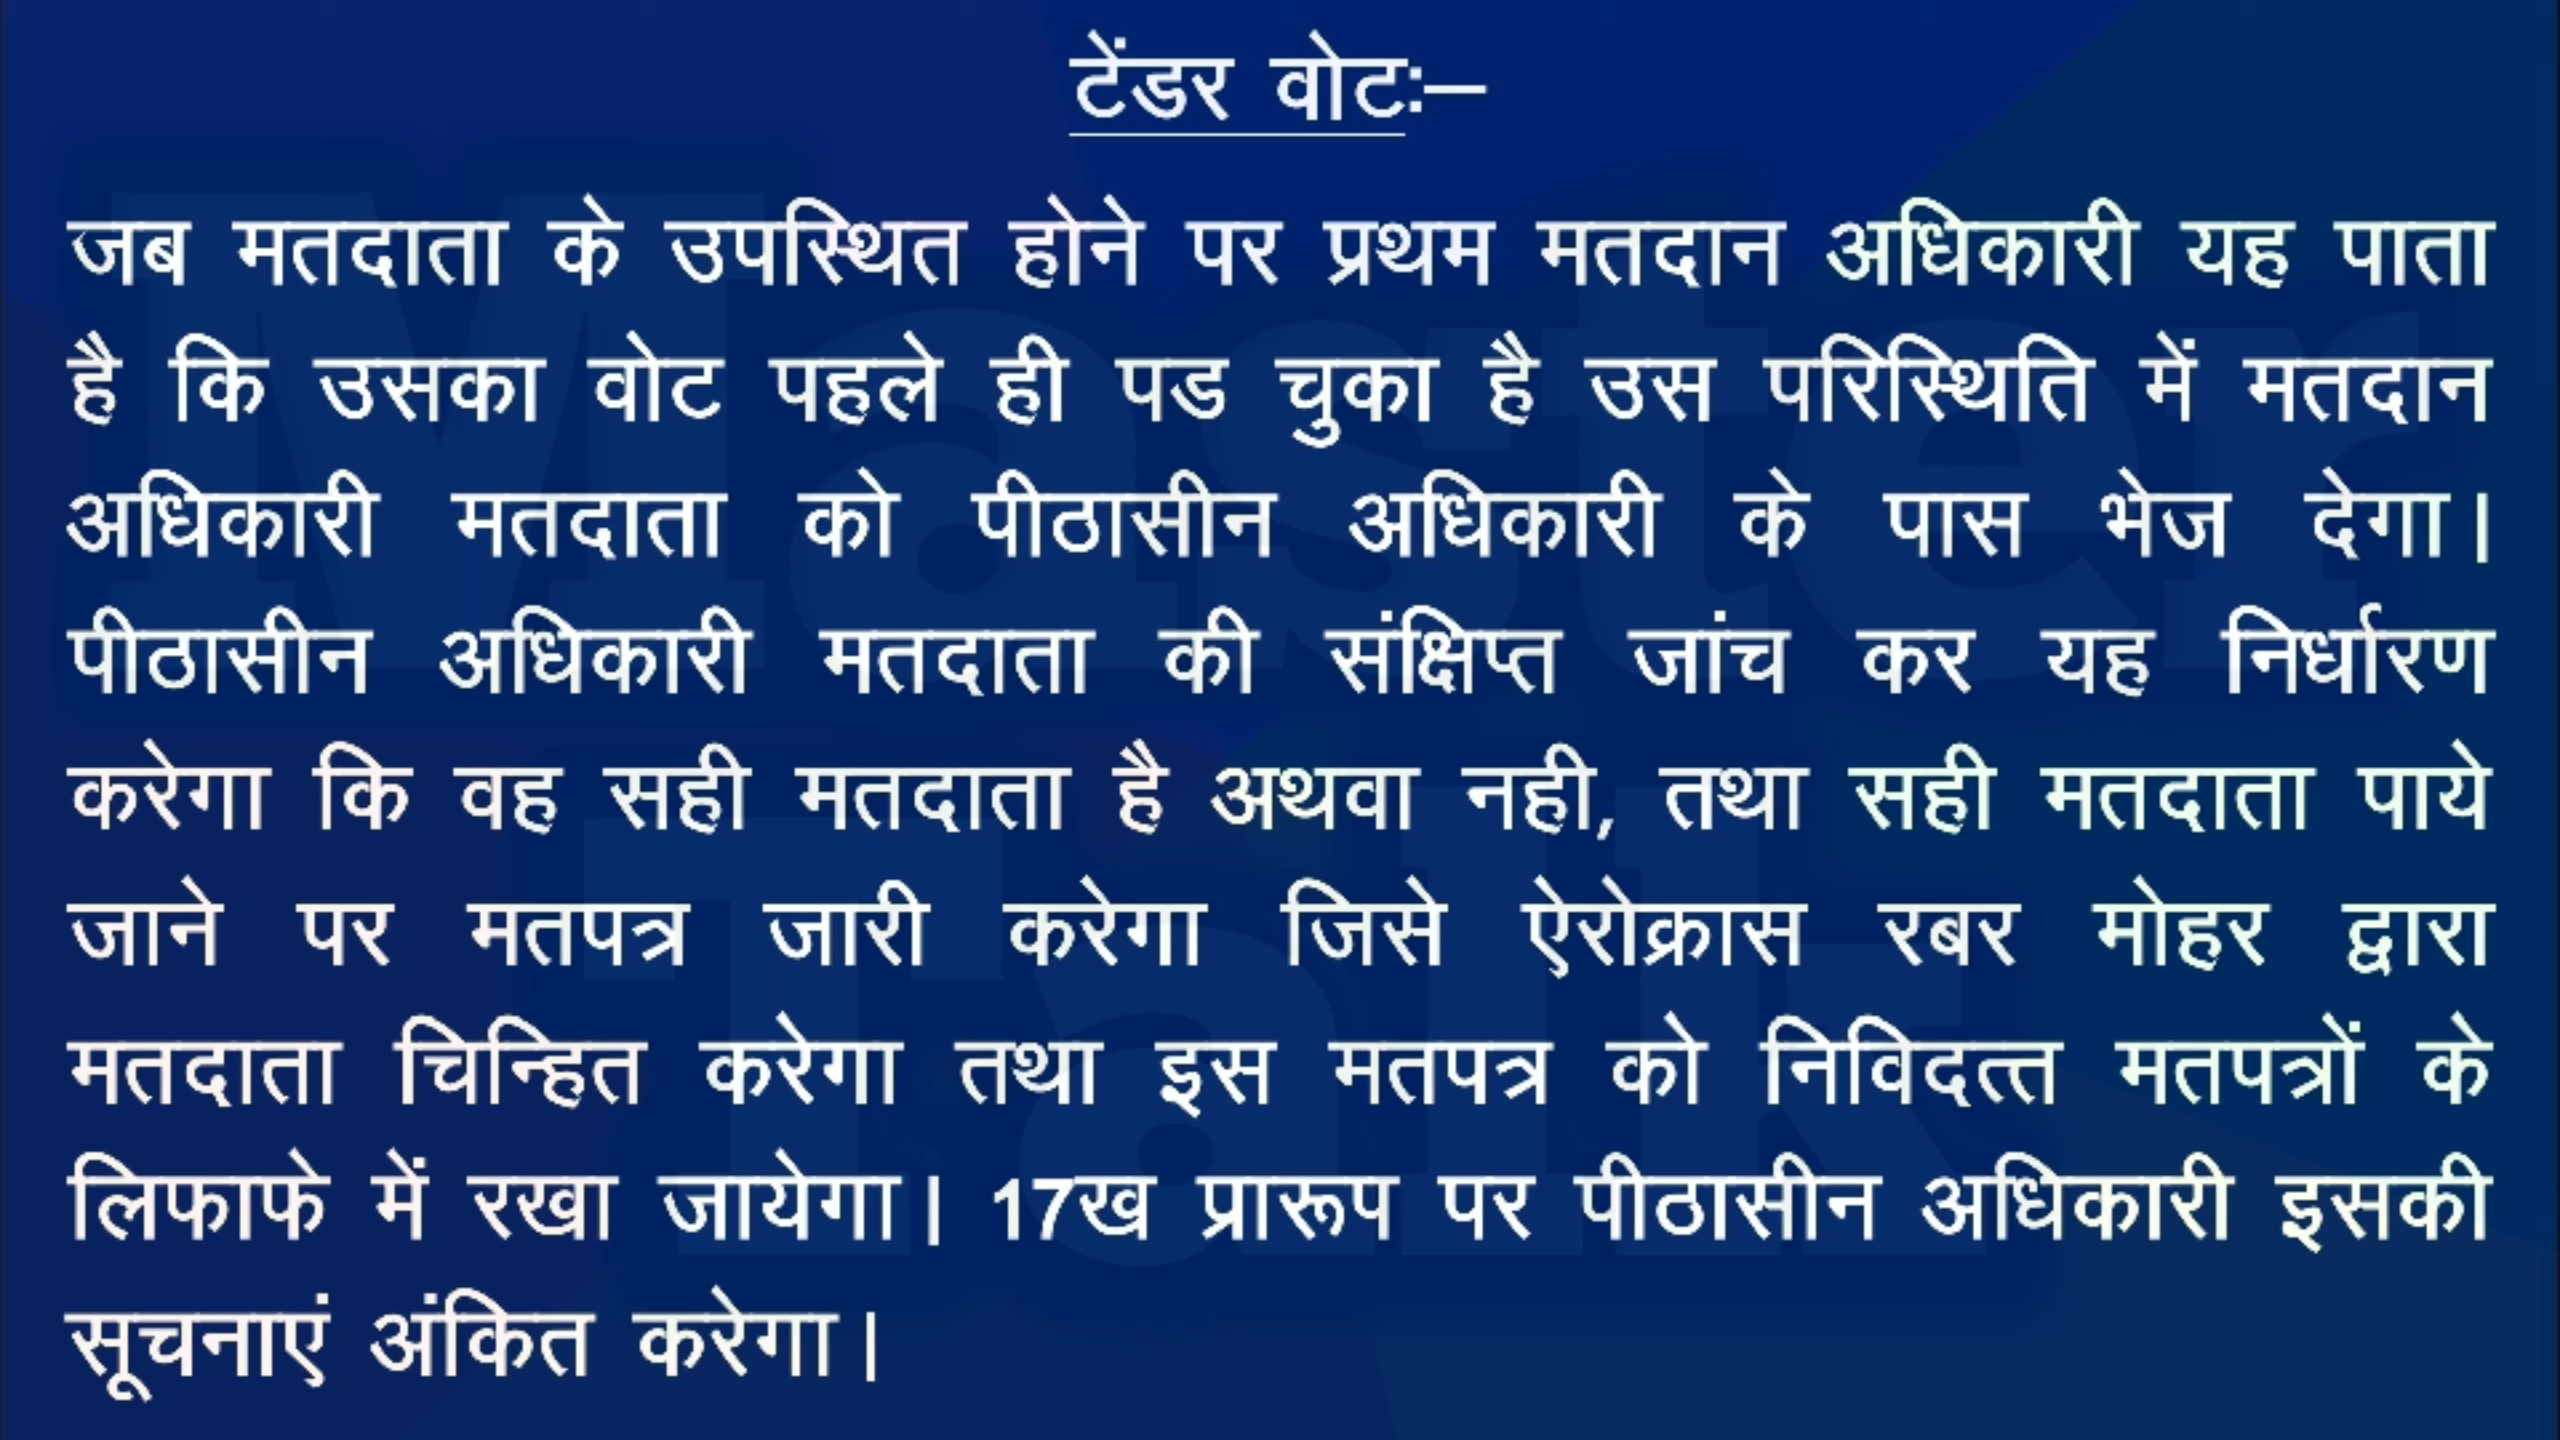 टेंडर वोटः–
जब मतदाता के उपस्थित होने पर प्रथम मतदान अधिकारी यह पाता
है कि उसका वोट पहले ही पड चुका है उस परिस्थिति में मतदान
अधिकारी मतदाता को पीठासीन अधिकारी के पास भेज देगा।
पीठासीन अधिकारी मतदाता की संक्षिप्त जांच कर यह निर्धारण
करेगा कि वह सही मतदाता है अथवा नही, तथा सही मतदाता पाये
जाने पर मतपत्र जारी करेगा जिसे ऐरोक्रास रबर मोहर द्वारा
मतदाता चिन्हित करेगा तथा इस मतपत्र को निविदत्त मतपत्रों के
लिफाफे में रखा जायेगा। 17ख प्रारूप पर पीठासीन अधिकारी इसकी
सूचनाएं अंकित करेगा।
Master
Talk